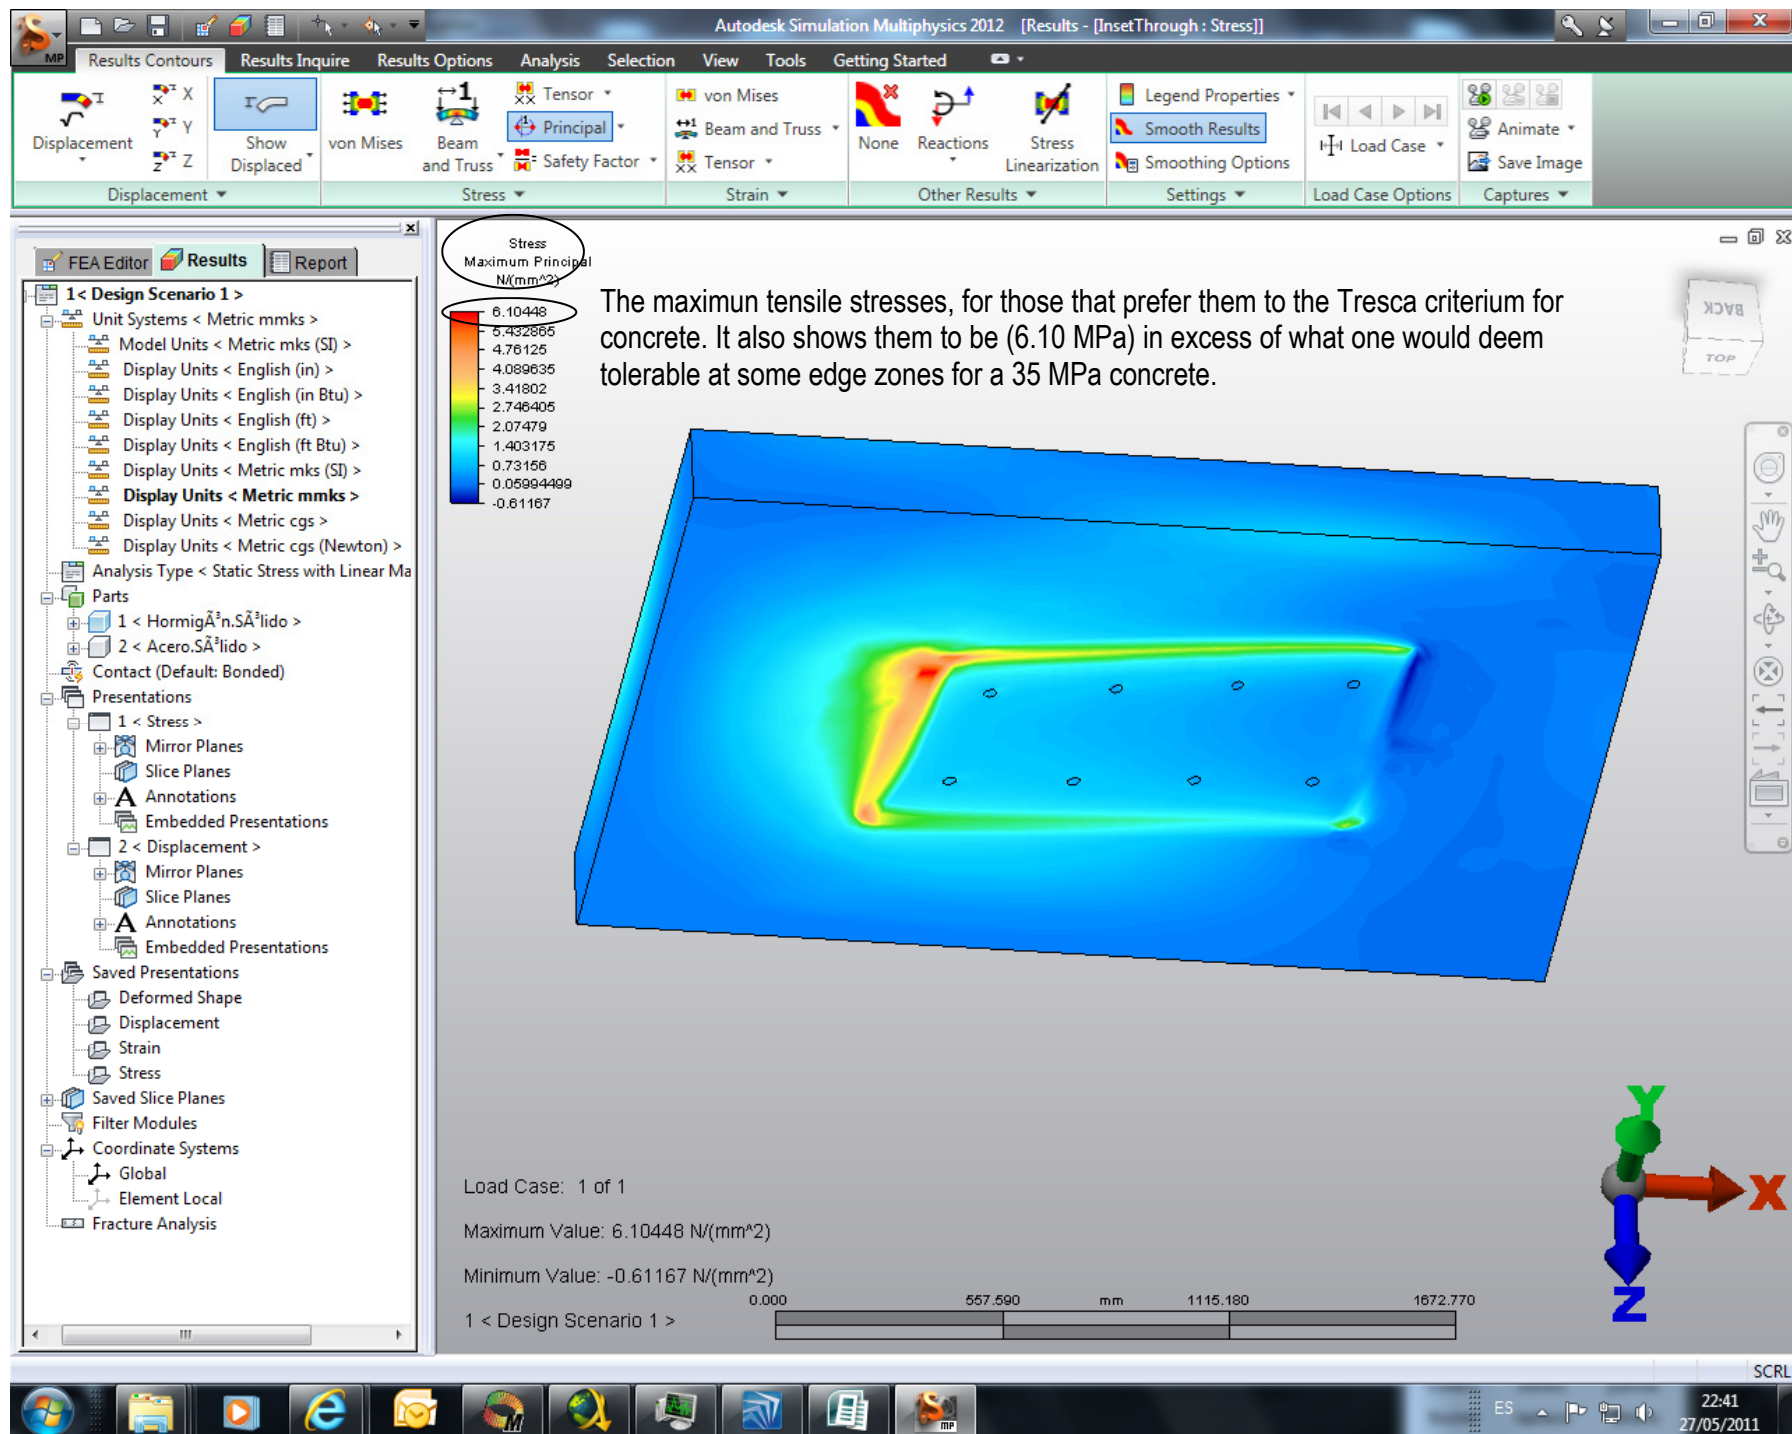 Autodesk Simulation Multiphysics 2012 [Results - [InsetThrough : Stress]]
MP
Results Contours Results Inquire Results Options Analysis Selection View Tools Getting Started
Displacement
X
Y
Z
Show
Displaced
von Mises
Beam
and Truss
Tensor
Principal
Safety Factor
von Mises
Beam and Truss
Tensor
None
Reactions
Stress
Linearization
Legend Properties
Smooth Results
Smoothing Options
Load Case
Animate
Save Image
Displacement Stress Strain Other Results Settings Load Case Options Captures
FEA Editor Results Report
1< Design Scenario 1 >
Unit Systems < Metric mmks >
Model Units < Metric mks (SI) >
Display Units < English (in) >
Display Units < English (in Btu) >
Display Units < English (ft) >
Display Units < English (ft Btu) >
Display Units < Metric mks (SI) >
Display Units < Metric mmks >
Display Units < Metric cgs >
Display Units < Metric cgs (Newton) >
Analysis Type < Static Stress with Linear Ma
Parts
1 < HormigÃ³n.SÃ³lido >
2 < Acero.SÃ³lido >
Contact (Default: Bonded)
Presentations
1 < Stress >
Mirror Planes
Slice Planes
Annotations
Embedded Presentations
2 < Displacement >
Mirror Planes
Slice Planes
Annotations
Embedded Presentations
Saved Presentations
Deformed Shape
Displacement
Strain
Stress
Saved Slice Planes
Filter Modules
Coordinate Systems
Global
Element Local
Fracture Analysis
Stress
Maximum Principal
N/(mm^2)
6.10448
5.432865
4.76125
4.089635
3.41802
2.746405
2.07479
1.403175
0.73156
0.05994499
-0.61167
The maximun tensile stresses, for those that prefer them to the Tresca criterium for
concrete. It also shows them to be (6.10 MPa) in excess of what one would deem
tolerable at some edge zones for a 35 MPa concrete.
BACK
TOP
Load Case: 1 of 1
Maximum Value: 6.10448 N/(mm^2)
Minimum Value: -0.61167 N/(mm^2)
1 < Design Scenario 1 >
0.000 557.590 mm 1115.180 1672.770
Y
X
Z
SCRL
MP
ES
22:41
27/05/2011